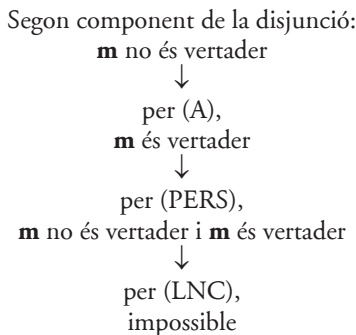 Segon component de la disjunció:
m no és vertader
↓
per (A),
m és vertader
↓
per (PERS),
m no és vertader i m és vertader
↓
per (LNC),
impossible